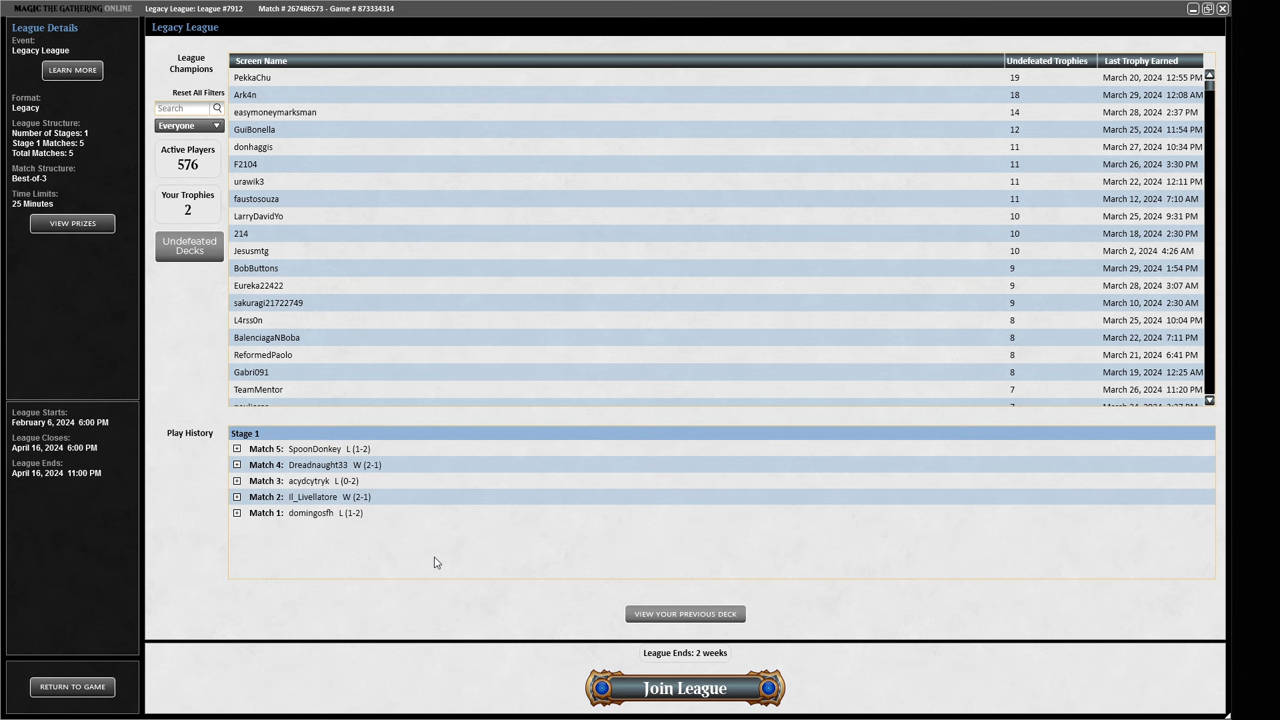 MAGIC THE GATHERING ONLINE
Legacy League: League #7912 Match # 267486573 - Game # 873334314
League Details
Event:
Legacy League
LEARN MORE
Format:
Legacy
League Structure:
Number of Stages: 1
Stage 1 Matches: 5
Total Matches: 5
Match Structure:
Best-of-3
Time Limits:
25 Minutes
VIEW PRIZES
League Starts:
February 6, 2024 6:00 PM
League Closes:
April 16, 2024 6:00 PM
League Ends:
April 16, 2024 11:00 PM
RETURN TO GAME
Legacy League
League
Champions
Reset All Filters
Search
Everyone
Active Players
576
Your Trophies
2
Undefeated
Decks
Screen Name Undefeated Trophies Last Trophy Earned
PekkaChu 19 March 20, 2024 12:55 PM
Ark4n 18 March 29, 2024 12:08 AM
easymoneymarksman 14 March 28, 2024 2:37 PM
GuiBonella 12 March 25, 2024 11:54 PM
donhaggis 11 March 27, 2024 10:34 PM
F2104 11 March 26, 2024 3:30 PM
urawik3 11 March 22, 2024 12:11 PM
faustosouza 11 March 12, 2024 7:10 AM
LarryDavidYo 10 March 25, 2024 9:31 PM
214 10 March 18, 2024 2:30 PM
Jesusmtg 10 March 2, 2024 4:26 AM
BobButtons 9 March 29, 2024 1:54 PM
Eureka22422 9 March 28, 2024 3:07 AM
sakuragi21722749 9 March 10, 2024 2:30 AM
L4rss0n 8 March 25, 2024 10:04 PM
BalenciagaNBoba 8 March 22, 2024 7:11 PM
ReformedPaolo 8 March 21, 2024 6:41 PM
Gabri091 8 March 19, 2024 12:25 AM
TeamMentor 7 March 26, 2024 11:20 PM
Play History
Stage 1
Match 5: SpoonDonkey L (1-2)
Match 4: Dreadnaught33 W (2-1)
Match 3: acydcytryk L (0-2)
Match 2: Il_Livellatore W (2-1)
Match 1: domingosfh L (1-2)
VIEW YOUR PREVIOUS DECK
League Ends: 2 weeks
Join League